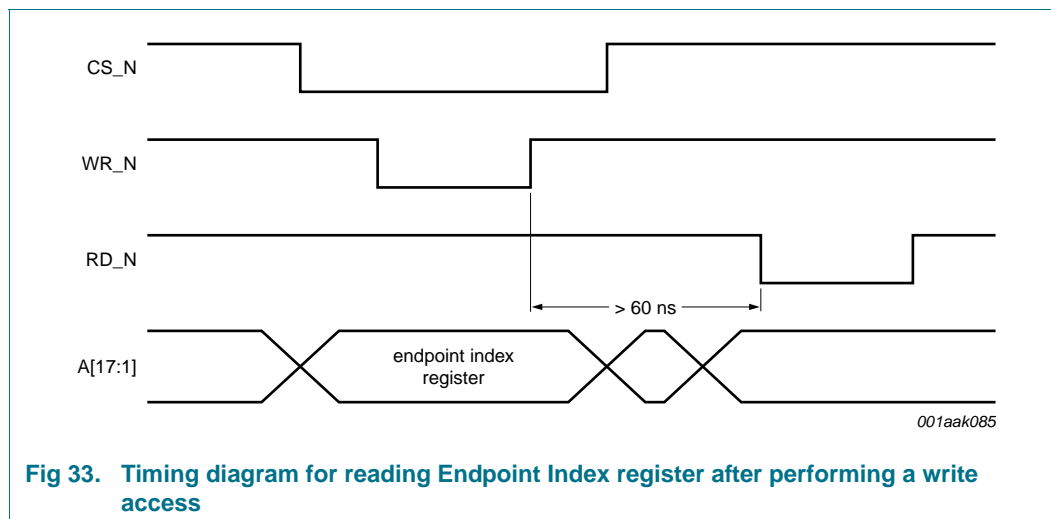 CS_N
WR_N
RD_N
> 60 ns
A[17:1]
endpoint index
register
001aak085
Fig 33. Timing diagram for reading Endpoint Index register after performing a write
access